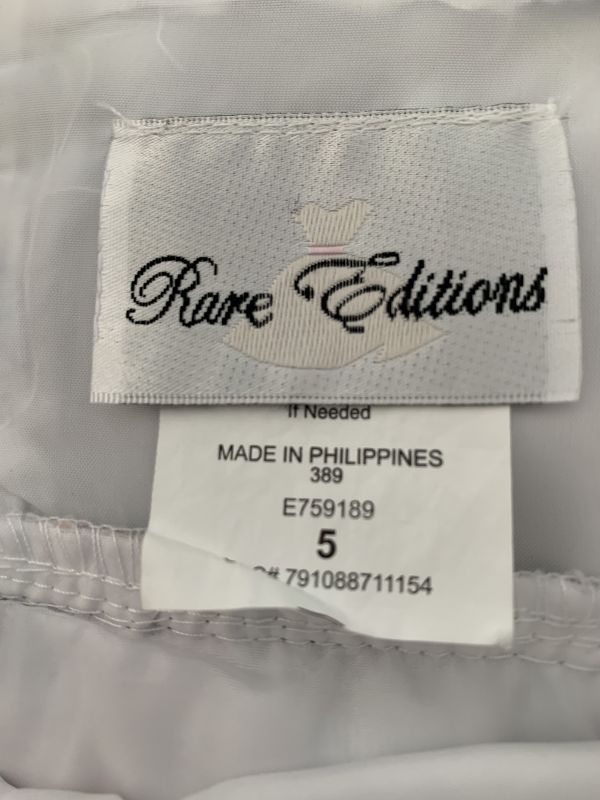 Rare Editions
If Needed
MADE IN PHILIPPINES
389
E759189
5
# 791088711154